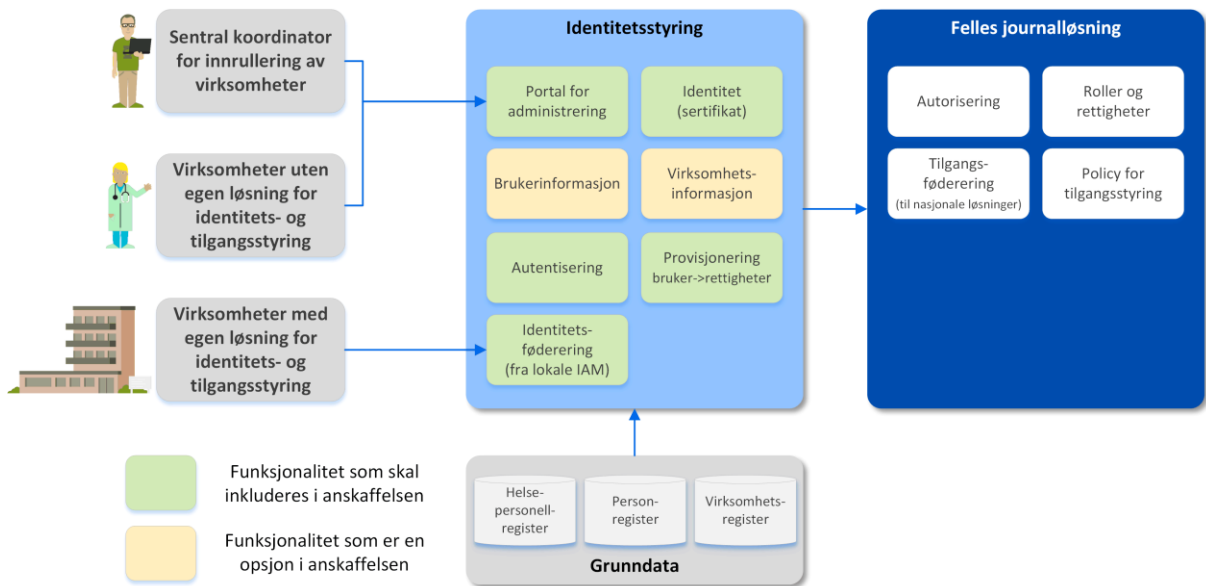 Sentral koordinator
for innrullering av
virksomheter
Virksomheter uten
egen løsning for
identitets- og
tilgangsstyring
Virksomheter med
egen løsning for
identitets- og
tilgangsstyring
Identitetsstyring
Portal for
administrering
Identitet
(sertifikat)
Brukerinformasjon
Virksomhets-
informasjon
Autentisering
Provisjonering
bruker->rettigheter
Identitets-
føderering
(fra lokale IAM)
Felles journalløsning
Autorisering
Roller og
rettigheter
Tilgangs-
føderering
(til nasjonale løsninger)
Policy for
tilgangsstyring
Funksjonalitet som skal
inkluderes i anskaffelsen
Funksjonalitet som er en
opsjon i anskaffelsen
Helse-
personell-
register
Person-
register
Virksomhets-
register
Grunndata